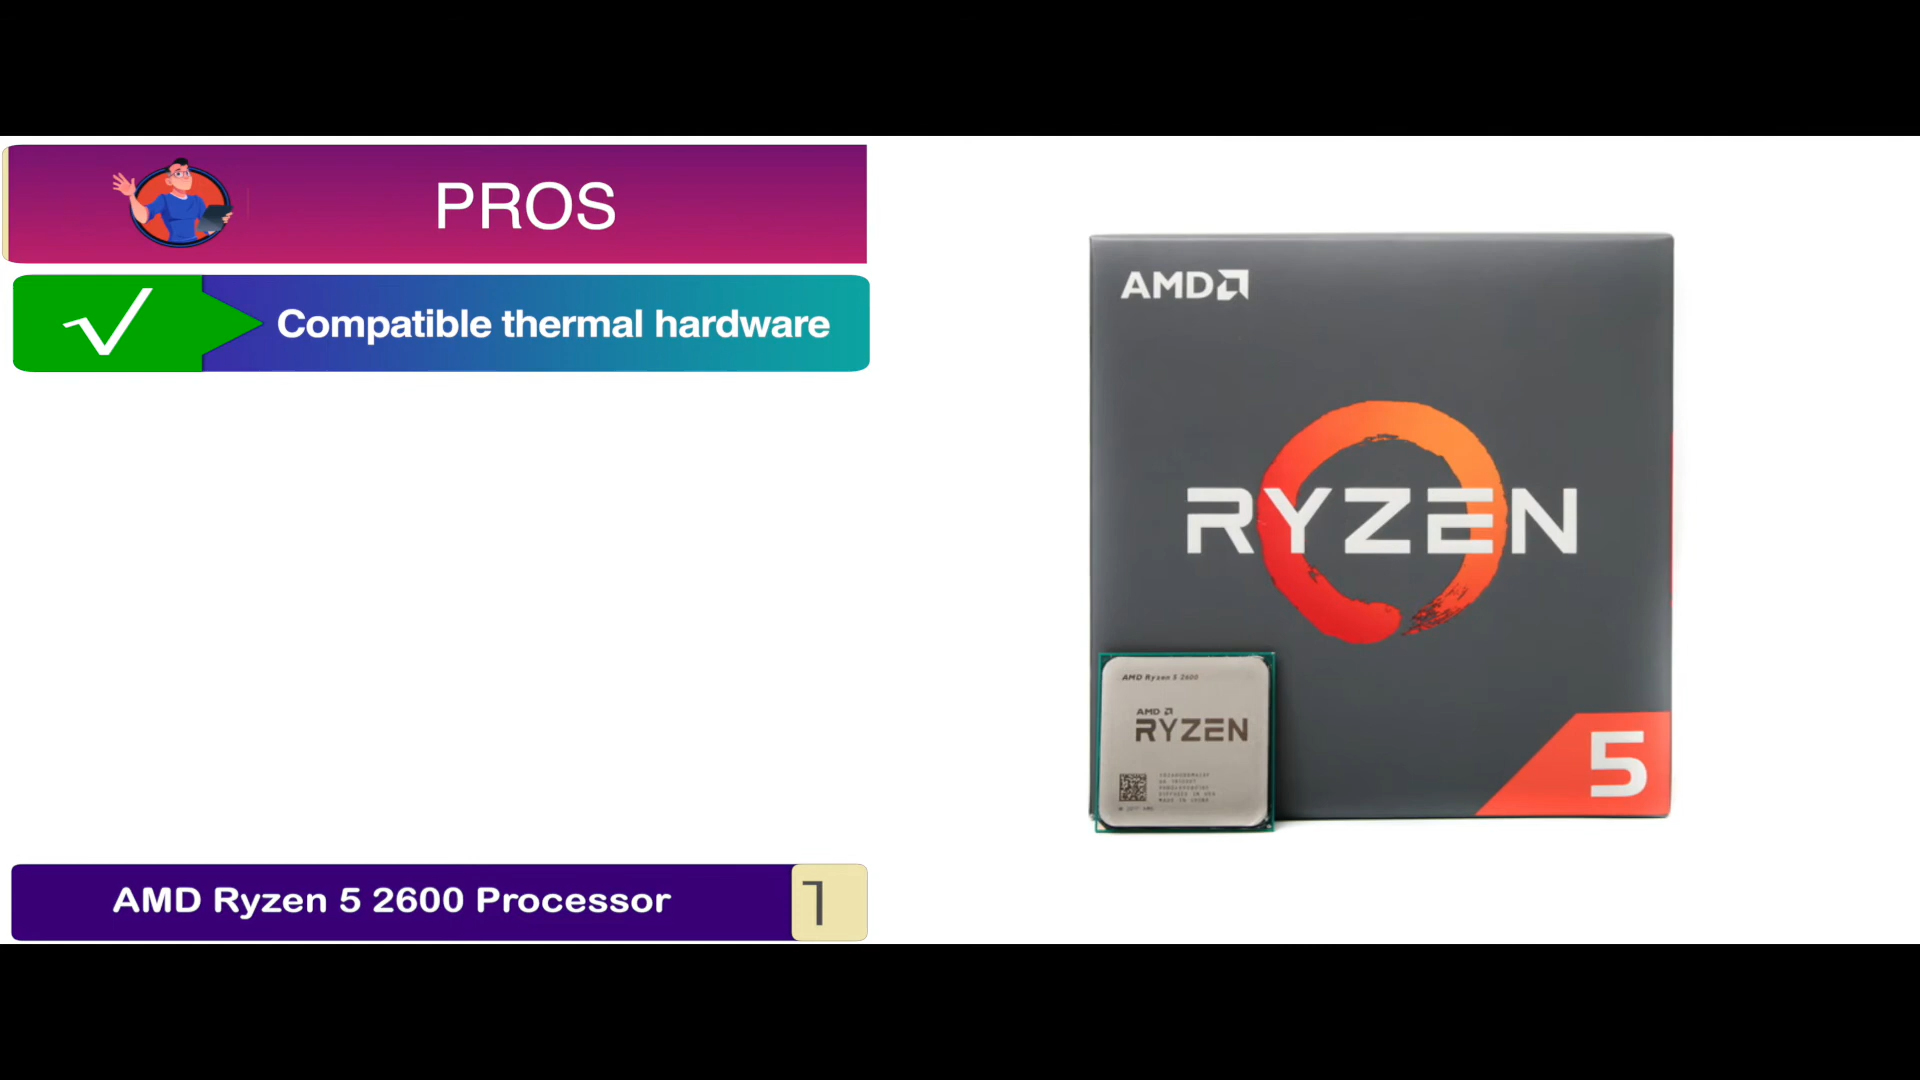 PROS
Compatible thermal hardware
AMD Ryzen 5 2600 Processor
1
AMD
RYZEN
5
AMD Ryzen 5 2600
AMD
RYZEN